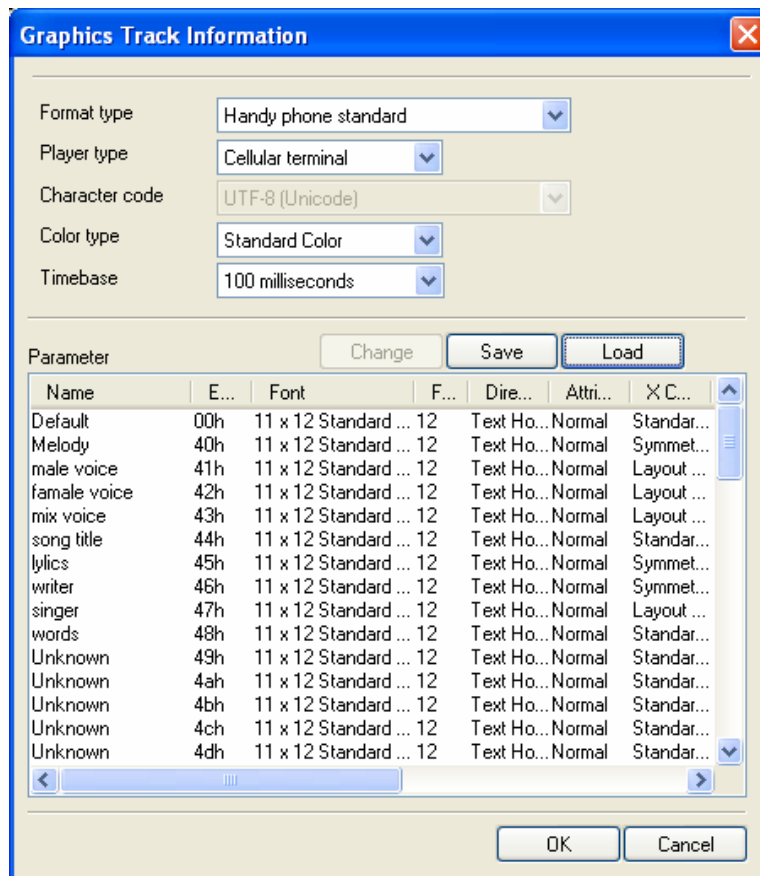 Graphics Track Information
Format type Handy phone standard
Player type Cellular terminal
Character code UTF-8 (Unicode)
Color type Standard Color
Timebase 100 milliseconds
Parameter Change Save Load
Name E... Font F... Dire... Attri... X C...
Default 00h 11 x 12 Standard ... 12 Text Ho... Normal Standar...
Melody 40h 11 x 12 Standard ... 12 Text Ho... Normal Symmet...
male voice 41h 11 x 12 Standard ... 12 Text Ho... Normal Layout ...
famale voice 42h 11 x 12 Standard ... 12 Text Ho... Normal Layout ...
mix voice 43h 11 x 12 Standard ... 12 Text Ho... Normal Layout ...
song title 44h 11 x 12 Standard ... 12 Text Ho... Normal Standar...
lylics 45h 11 x 12 Standard ... 12 Text Ho... Normal Symmet...
writer 46h 11 x 12 Standard ... 12 Text Ho... Normal Symmet...
singer 47h 11 x 12 Standard ... 12 Text Ho... Normal Layout ...
words 48h 11 x 12 Standard ... 12 Text Ho... Normal Standar...
Unknown 49h 11 x 12 Standard ... 12 Text Ho... Normal Standar...
Unknown 4ah 11 x 12 Standard ... 12 Text Ho... Normal Standar...
Unknown 4bh 11 x 12 Standard ... 12 Text Ho... Normal Standar...
Unknown 4ch 11 x 12 Standard ... 12 Text Ho... Normal Standar...
Unknown 4dh 11 x 12 Standard ... 12 Text Ho... Normal Standar...
OK Cancel